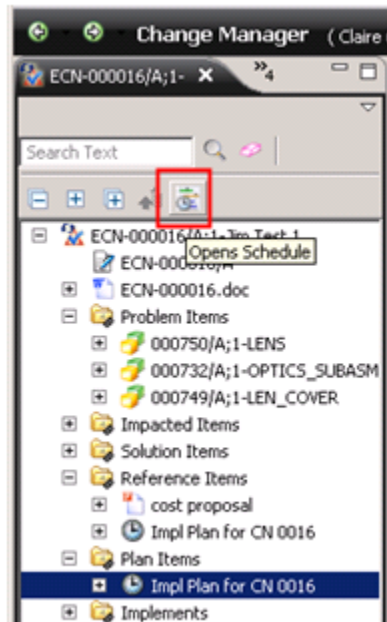 Change Manager ( Claire
ECN-000016/A;1- 
»4
Search Text
ECN-000016/A;1-Jim Test 1
Opens Schedule
ECN-000016/A
ECN-000016.doc
Problem Items
000750/A;1-LENS
000732/A;1-OPTICS_SUBASM
000749/A;1-LEN_COVER
Impacted Items
Solution Items
Reference Items
cost proposal
Impl Plan for CN 0016
Plan Items
Impl Plan for CN 0016
Implements